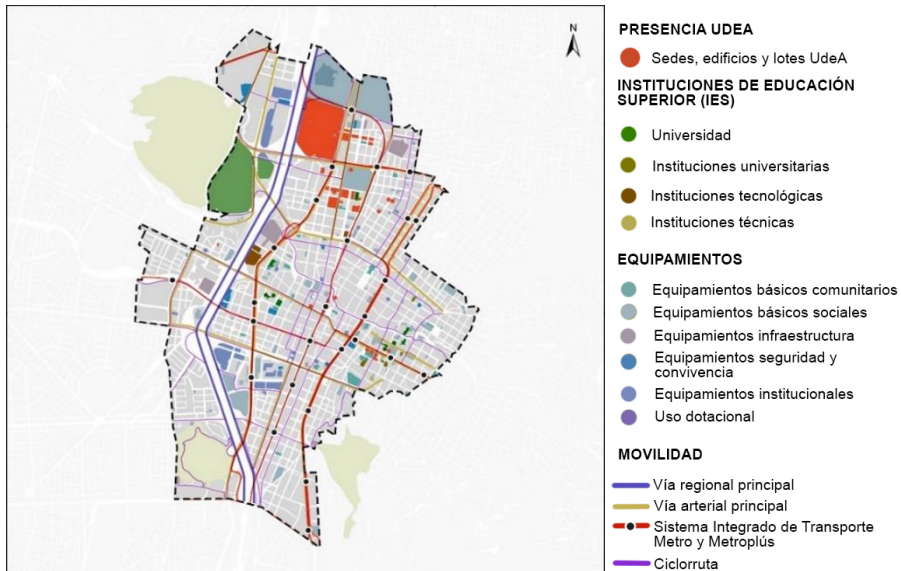 N
PRESENCIA UDEA
Sedes, edificios y lotes UdeA
INSTITUCIONES DE EDUCACIÓN
SUPERIOR (IES)
Universidad
Instituciones universitarias
Instituciones tecnológicas
Instituciones técnicas
EQUIPAMIENTOS
Equipamientos básicos comunitarios
Equipamientos básicos sociales
Equipamientos infraestructura
Equipamientos seguridad y
convivencia
Equipamientos institucionales
Uso dotacional
MOVILIDAD
Vía regional principal
Vía arterial principal
Sistema Integrado de Transporte
Metro y Metroplús
Ciclorruta